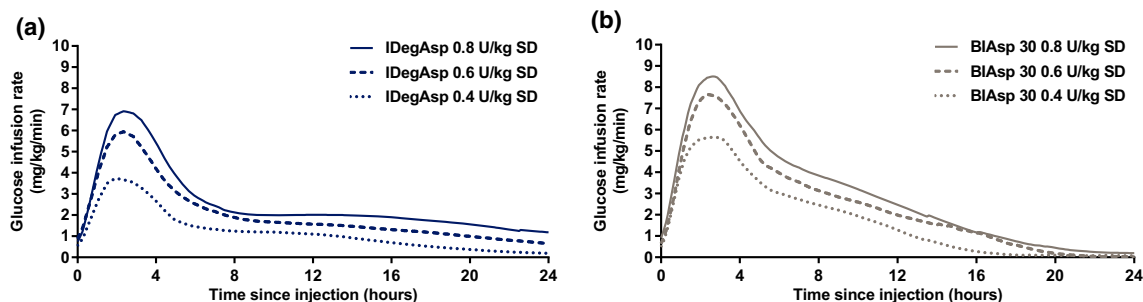 (a)
Glucose infusion rate
(mg/kg/min)
10
9
8
7
6
5
4
3
2
1
0
IDegAsp 0.8 U/kg SD
IDegAsp 0.6 U/kg SD
IDegAsp 0.4 U/kg SD
0 4 8 12 16 20 24
Time since injection (hours)
(b)
Glucose infusion rate
(mg/kg/min)
10
9
8
7
6
5
4
3
2
1
0
BIAsp 30 0.8 U/kg SD
BIAsp 30 0.6 U/kg SD
BIAsp 30 0.4 U/kg SD
0 4 8 12 16 20 24
Time since injection (hours)